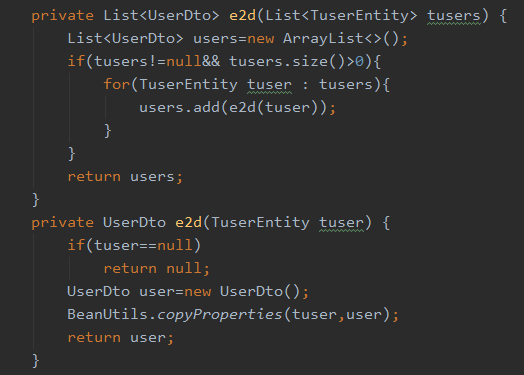 private List<UserDto> e2d(List<TuserEntity> tusers) {
List<UserDto> users=new ArrayList<>();
if(tusers!=null&& tusers.size()>0){
for(TuserEntity tuser : tusers){
users.add(e2d(tuser));
}
}
return users;
}
private UserDto e2d(TuserEntity tuser) {
if(tuser==null)
return null;
UserDto user=new UserDto();
BeanUtils.copyProperties(tuser,user);
return user;
}